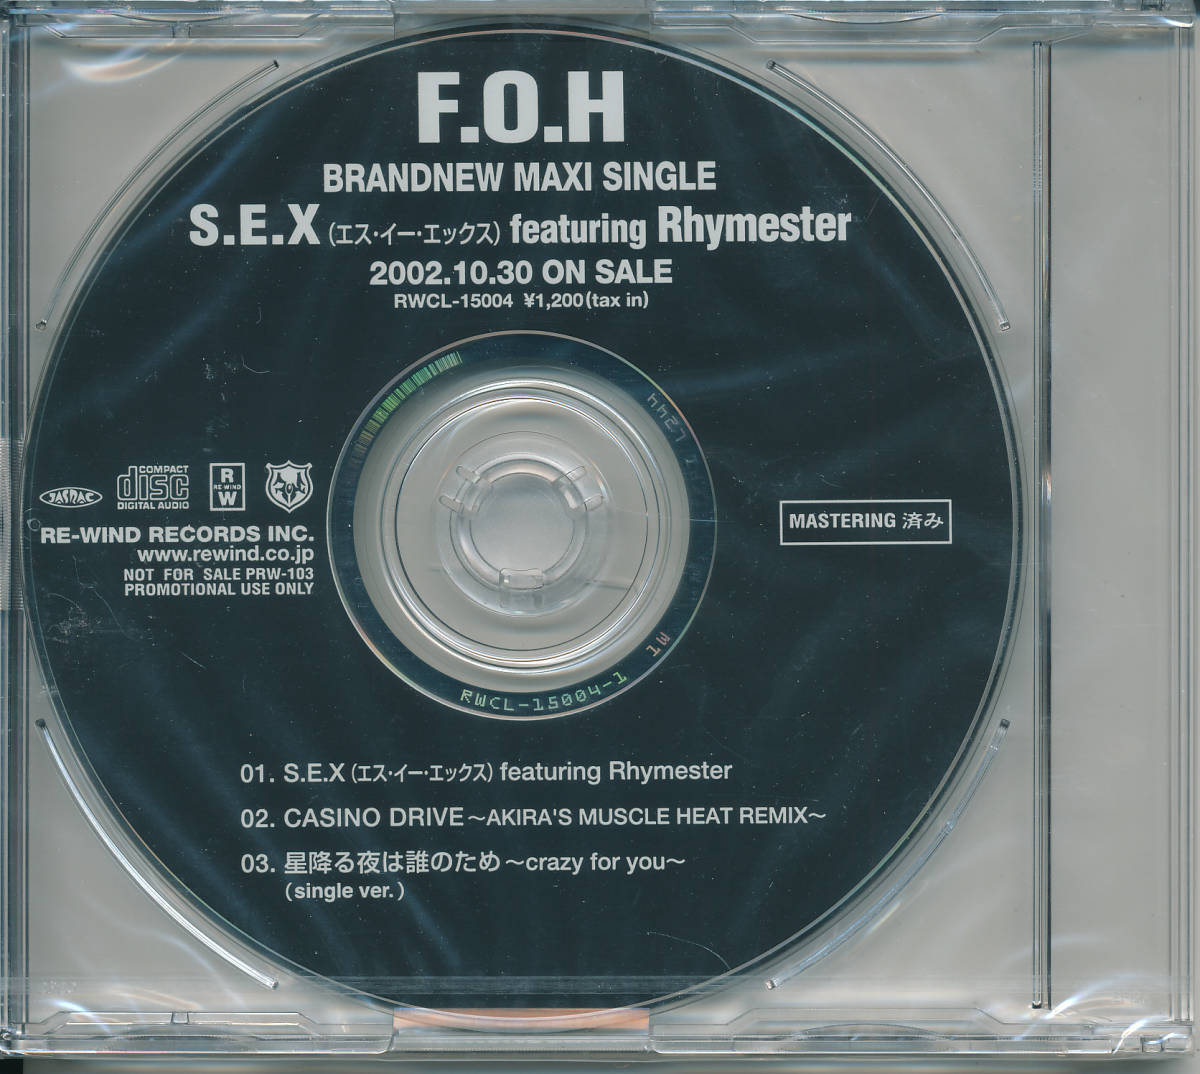 F.O.H
BRANDNEW MAXI SINGLE
S.E.X (エス・イー・エックス) featuring Rhymester
2002.10.30 ON SALE
RWCL-15004 ¥1,200(tax in)
JASRAC
COMPACT
disc
DIGITAL AUDIO
R
RE-WIND
W
RE-WIND RECORDS INC.
www.rewind.co.jp
NOT FOR SALE PRW-103
PROMOTIONAL USE ONLY
MASTERING 済み
MT
RWCL-15004-1
01. S.E.X (エス・イー・エックス) featuring Rhymester
02. CASINO DRIVE～AKIRA'S MUSCLE HEAT REMIX～
03. 星降る夜は誰のため～crazy for you～
(single ver.)